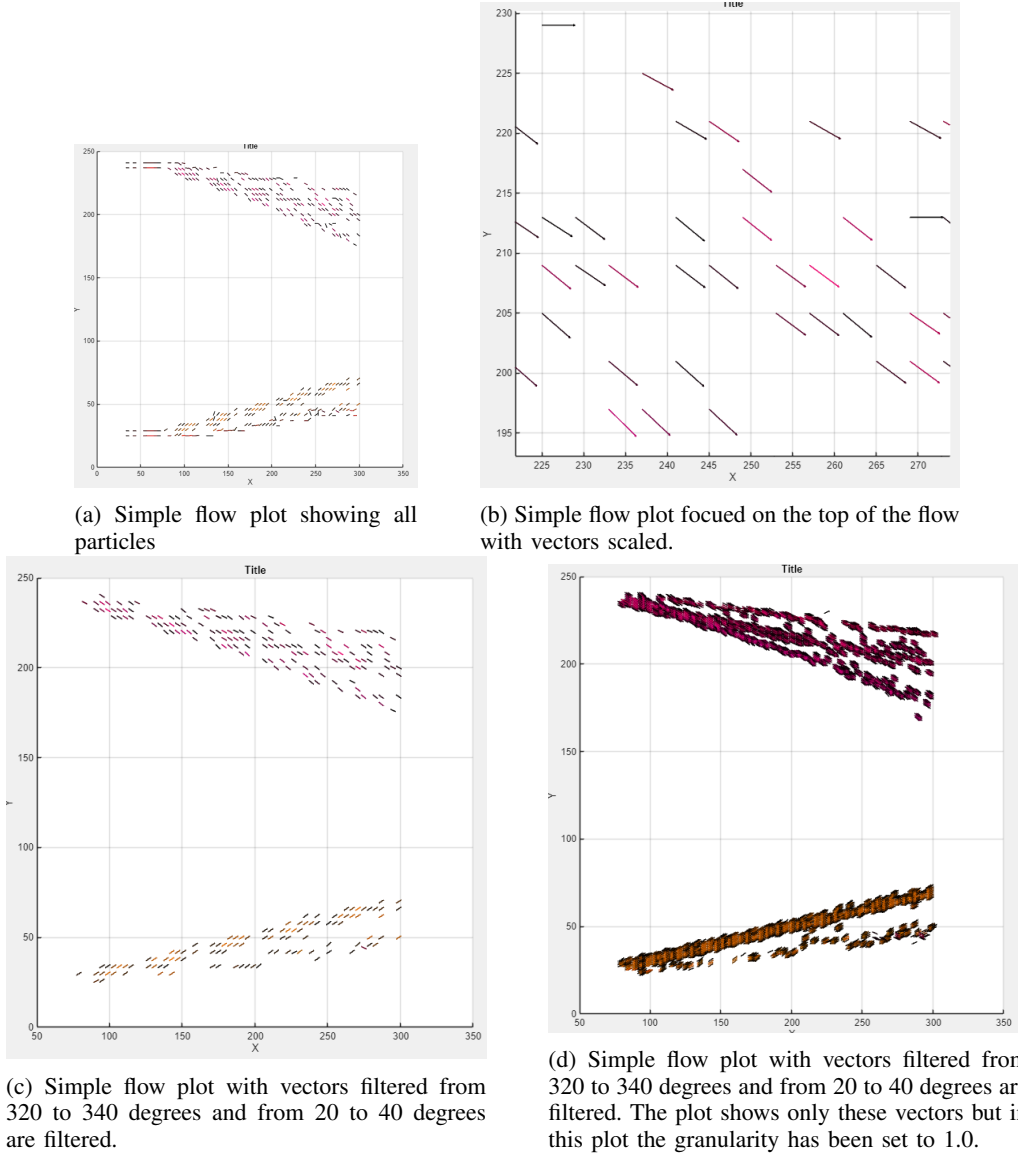 Title
250
200
150
100
50
0
Y
0 50 100 150 200 250 300 350
X
(a) Simple flow plot showing all
particles
Title
230
225
220
215
210
205
200
195
Y
225 230 235 240 245 250 255 260 265 270
X
(b) Simple flow plot focued on the top of the flow
with vectors scaled.
Title
250
200
150
100
50
0
Y
50 100 150 200 250 300 350
X
(c) Simple flow plot with vectors filtered from
320 to 340 degrees and from 20 to 40 degrees
are filtered.
Title
250
200
150
100
50
0
Y
50 100 150 200 250 300 350
(d) Simple flow plot with vectors filtered from
320 to 340 degrees and from 20 to 40 degrees are
filtered. The plot shows only these vectors but in
this plot the granularity has been set to 1.0.